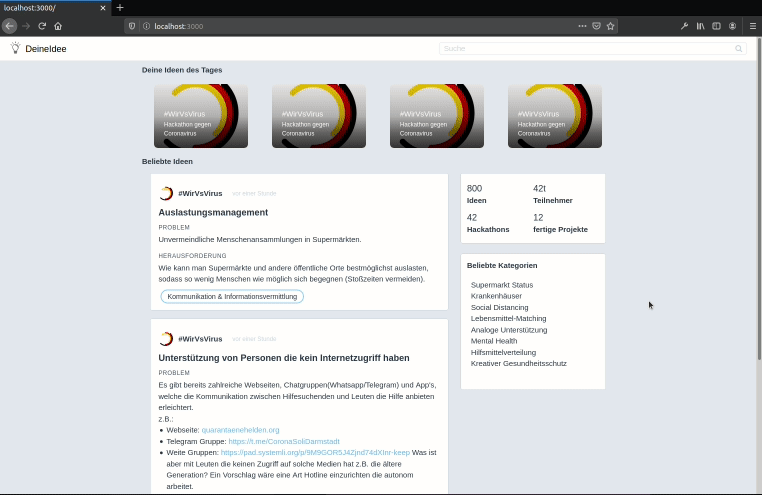 localhost:3000/
localhost:3000
DeineIdee
Suche
Deine Ideen des Tages
#WirVsVirus
Hackathon gegen
Coronavirus
#WirVsVirus
Hackathon gegen
Coronavirus
#WirVsVirus
Hackathon gegen
Coronavirus
#WirVsVirus
Hackathon gegen
Coronavirus
Beliebte Ideen
#WirVsVirus vor einer Stunde
Auslastungsmanagement
PROBLEM
Unvermeindliche Menschenansammlungen in Supermärkten.
HERAUSFORDERUNG
Wie kann man Supermärkte und andere öffentliche Orte bestmöglichst auslasten,
sodass so wenig Menschen wie möglich sich begegnen (Stoßzeiten vermeiden).
Kommunikation & Informationsvermittlung
#WirVsVirus vor einer Stunde
Unterstützung von Personen die kein Internetzugriff haben
PROBLEM
Es gibt bereits zahlreiche Webseiten, Chatgruppen(Whatsapp/Telegram) und App's,
welche die Kommunikation zwischen Hilfesuchenden und Leuten die Hilfe anbieten
erleichtert.
z.B.:
Webseite: quarantaenehelden.org
Telegram Gruppe: https://t.me/CoronaSoliDarmstadt
Weite Gruppen: https://pad.systemli.org/p/9M9GOR5J4Zjnd74dXInr-keep Was ist
aber mit Leuten die keinen Zugriff auf solche Medien hat z.B. die ältere
Generation? Ein Vorschlag wäre eine Art Hotline einzurichten die autonom
arbeitet.
800 42t
Ideen Teilnehmer
42 12
Hackathons fertige Projekte
Beliebte Kategorien
Supermarkt Status
Krankenhäuser
Social Distancing
Lebensmittel-Matching
Analoge Unterstützung
Mental Health
Hilfsmittelverteilung
Kreativer Gesundheitsschutz